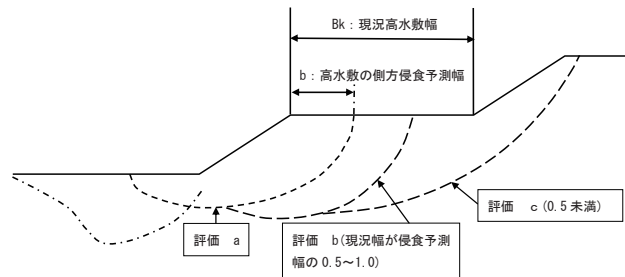 Bk：現況高水敷幅
b：高水敷の側方侵食予測幅
評価　a
評価　b(現況幅が侵食予測
幅の 0.5～1.0)
評価　c (0.5 未満)